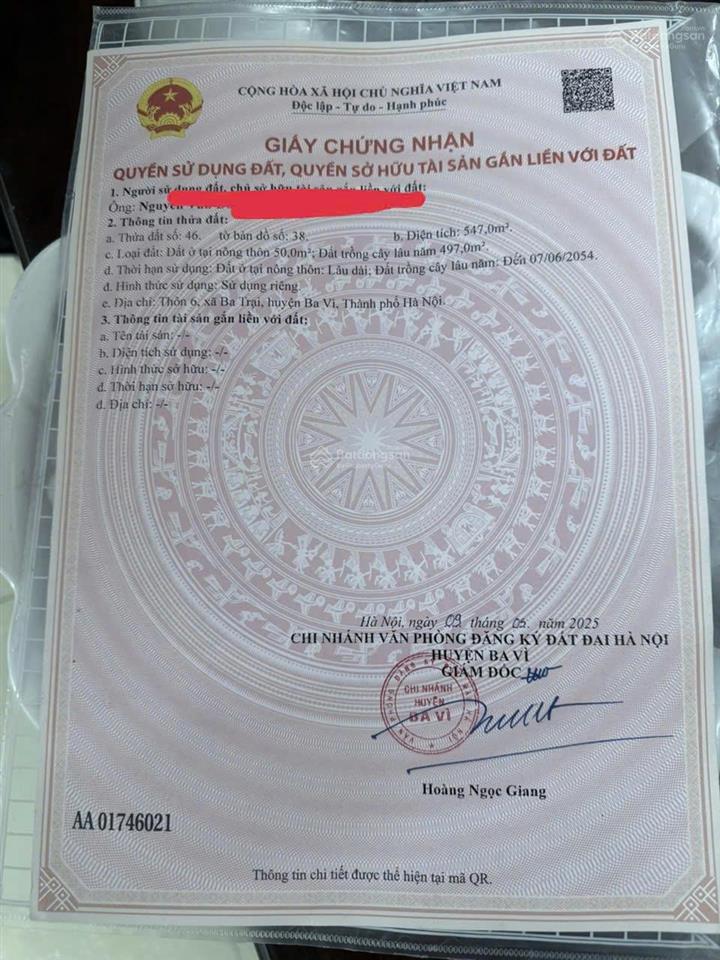 CỘNG HÒA XÃ HỘI CHỦ NGHĨA VIỆT NAM
Độc lập - Tự do - Hạnh phúc
GIẤY CHỨNG NHẬN
QUYỀN SỬ DỤNG ĐẤT, QUYỀN SỞ HỮU TÀI SẢN GẮN LIỀN VỚI ĐẤT
1. Người sử dụng đất, chủ sở hữu tài sản gắn liền với đất:
Ông: Nguyễn
2. Thông tin thửa đất:
a. Thửa đất số: 46. tờ bản đồ số: 38. b. Diện tích: 547,0m².
c. Loại đất: Đất ở tại nông thôn 50,0m²; Đất trồng cây lâu năm 497,0m².
d. Thời hạn sử dụng: Đất ở tại nông thôn: Lâu dài; Đất trồng cây lâu năm: Đến 07/06/2054.
đ. Hình thức sử dụng: Sử dụng riêng.
e. Địa chỉ: Thôn 6, xã Ba Trại, huyện Ba Vì, Thành phố Hà Nội.
3. Thông tin tài sản gắn liền với đất:
a. Tên tài sản: -/-
b. Diện tích sử dụng: -/-
c. Hình thức sở hữu: -/-
d. Thời hạn sở hữu: -/-
đ. Địa chỉ: -/-
Batdongsan
Hà Nội, ngày 09 tháng 05 năm 2025
CHI NHÁNH VĂN PHÒNG ĐĂNG KÝ ĐẤT ĐAI HÀ NỘI
HUYỆN BA VÌ
GIÁM ĐỐC
CHI NHÁNH
HUYỆN
BA VÌ
Hoàng Ngọc Giang
AA 01746021
Thông tin chi tiết được thể hiện tại mã QR.